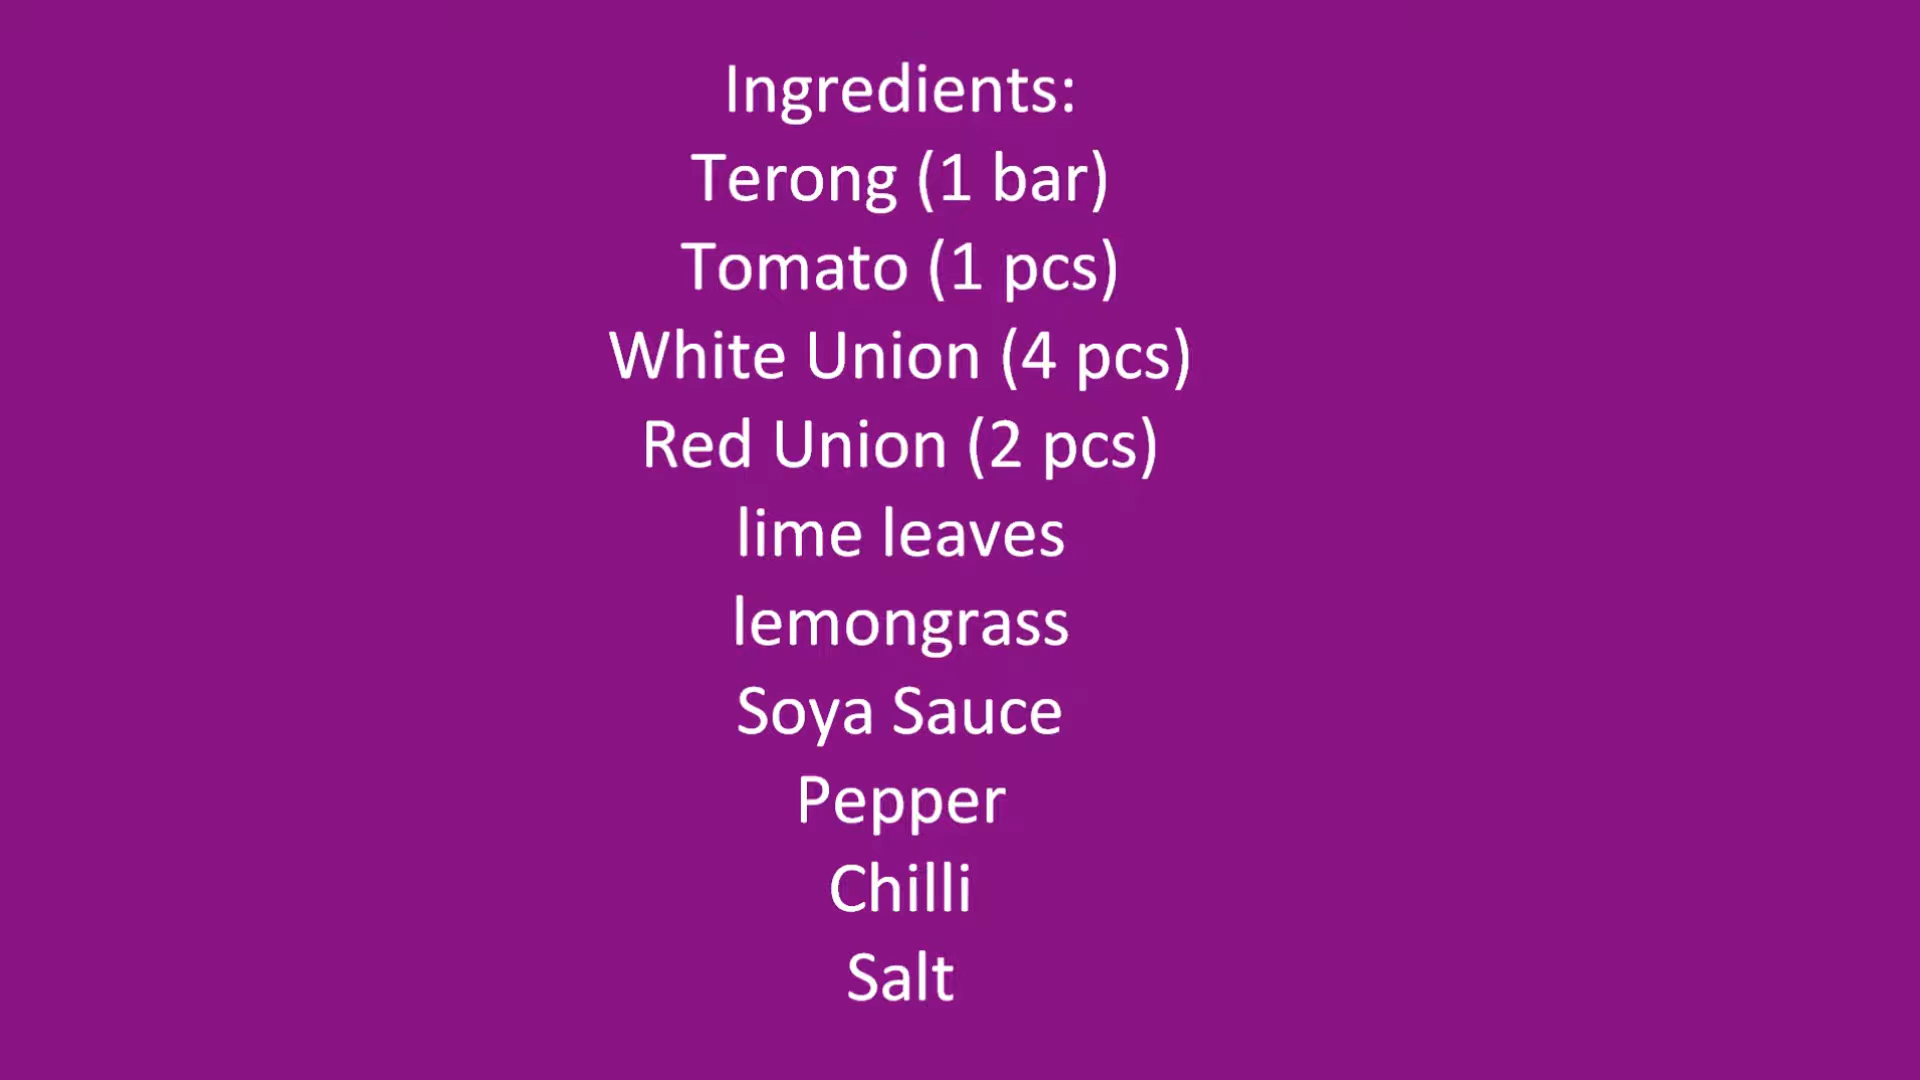 Ingredients:
Terong (1 bar)
Tomato (1 pcs)
White Union (4 pcs)
Red Union (2 pcs)
lime leaves
lemongrass
Soya Sauce
Pepper
Chilli
Salt